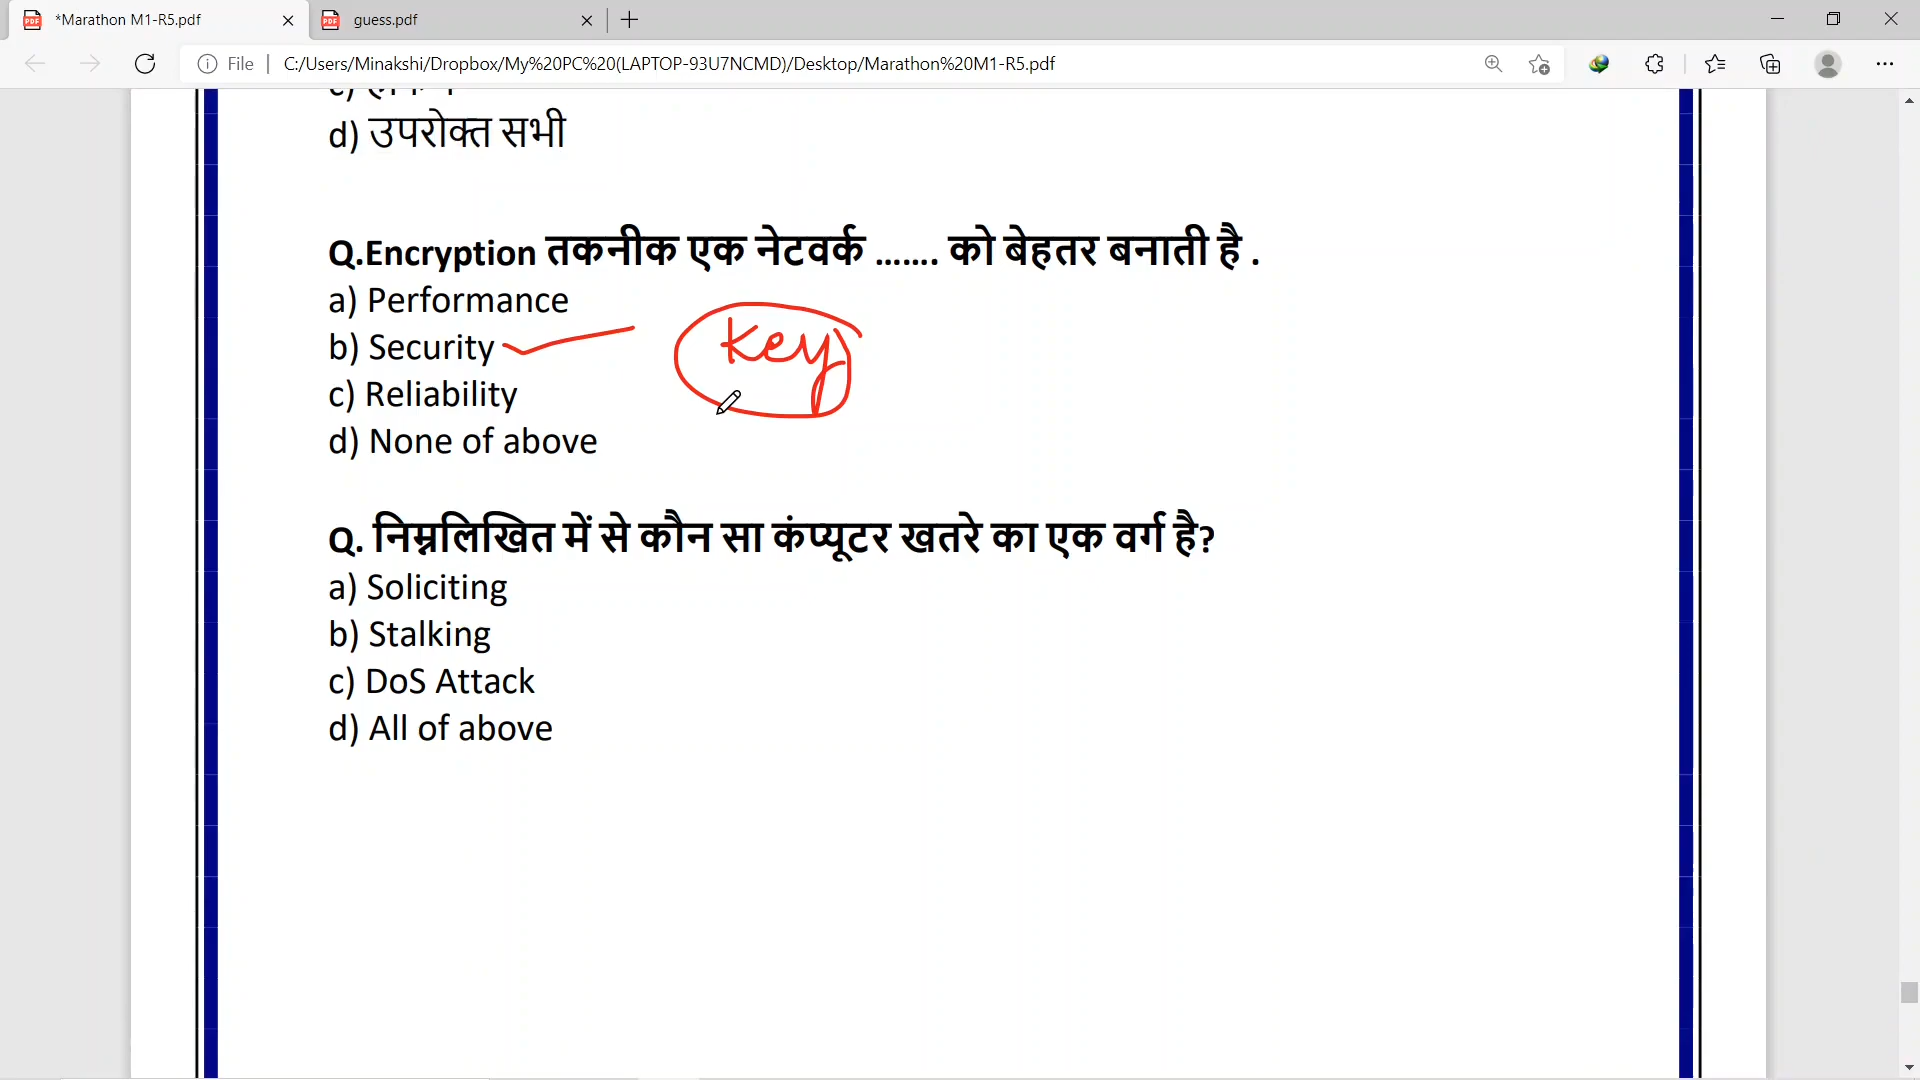 *Marathon M1-R5.pdf
guess.pdf
File
C:/Users/Minakshi/Dropbox/My%20PC%20(LAPTOP-93U7NCMD)/Desktop/Marathon%20M1-R5.pdf
d) उपरोक्त सभी
Q.Encryption तकनीक एक नेटवर्क ....... को बेहतर बनाती है .
a) Performance
b) Security
Key
c) Reliability
d) None of above
Q. निम्नलिखित में से कौन सा कंप्यूटर खतरे का एक वर्ग है?
a) Soliciting
b) Stalking
c) DoS Attack
d) All of above